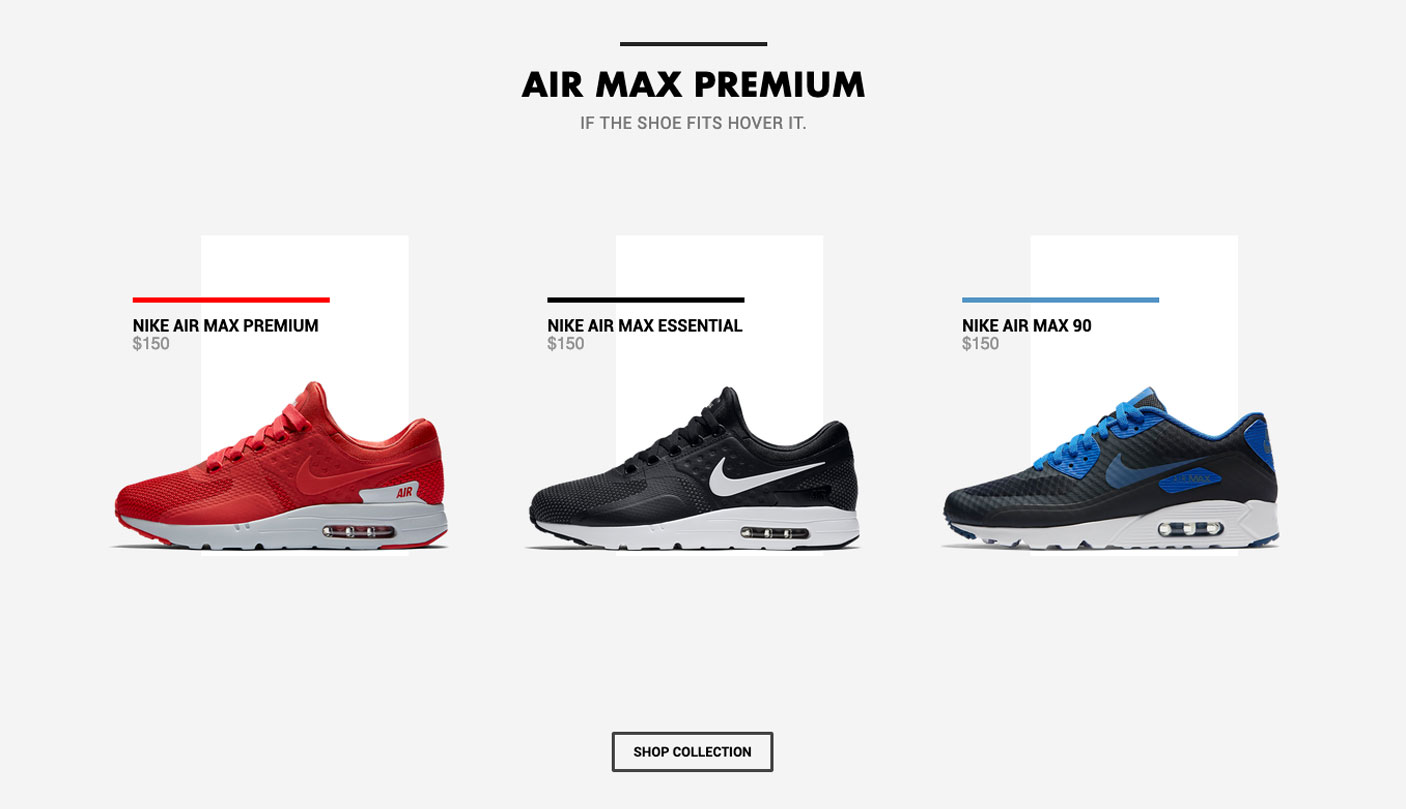 AIR MAX PREMIUM
IF THE SHOE FITS HOVER IT.
NIKE AIR MAX PREMIUM
$150
NIKE AIR MAX ESSENTIAL
$150
NIKE AIR MAX 90
$150
AIR
AIR MAX
SHOP COLLECTION